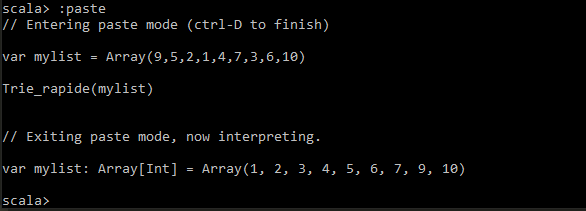 scala> :paste
// Entering paste mode (ctrl-D to finish)
var mylist = Array(9,5,2,1,4,7,3,6,10)
Trie_rapide(mylist)
// Exiting paste mode, now interpreting.
var mylist: Array[Int] = Array(1, 2, 3, 4, 5, 6, 7, 9, 10)
scala>